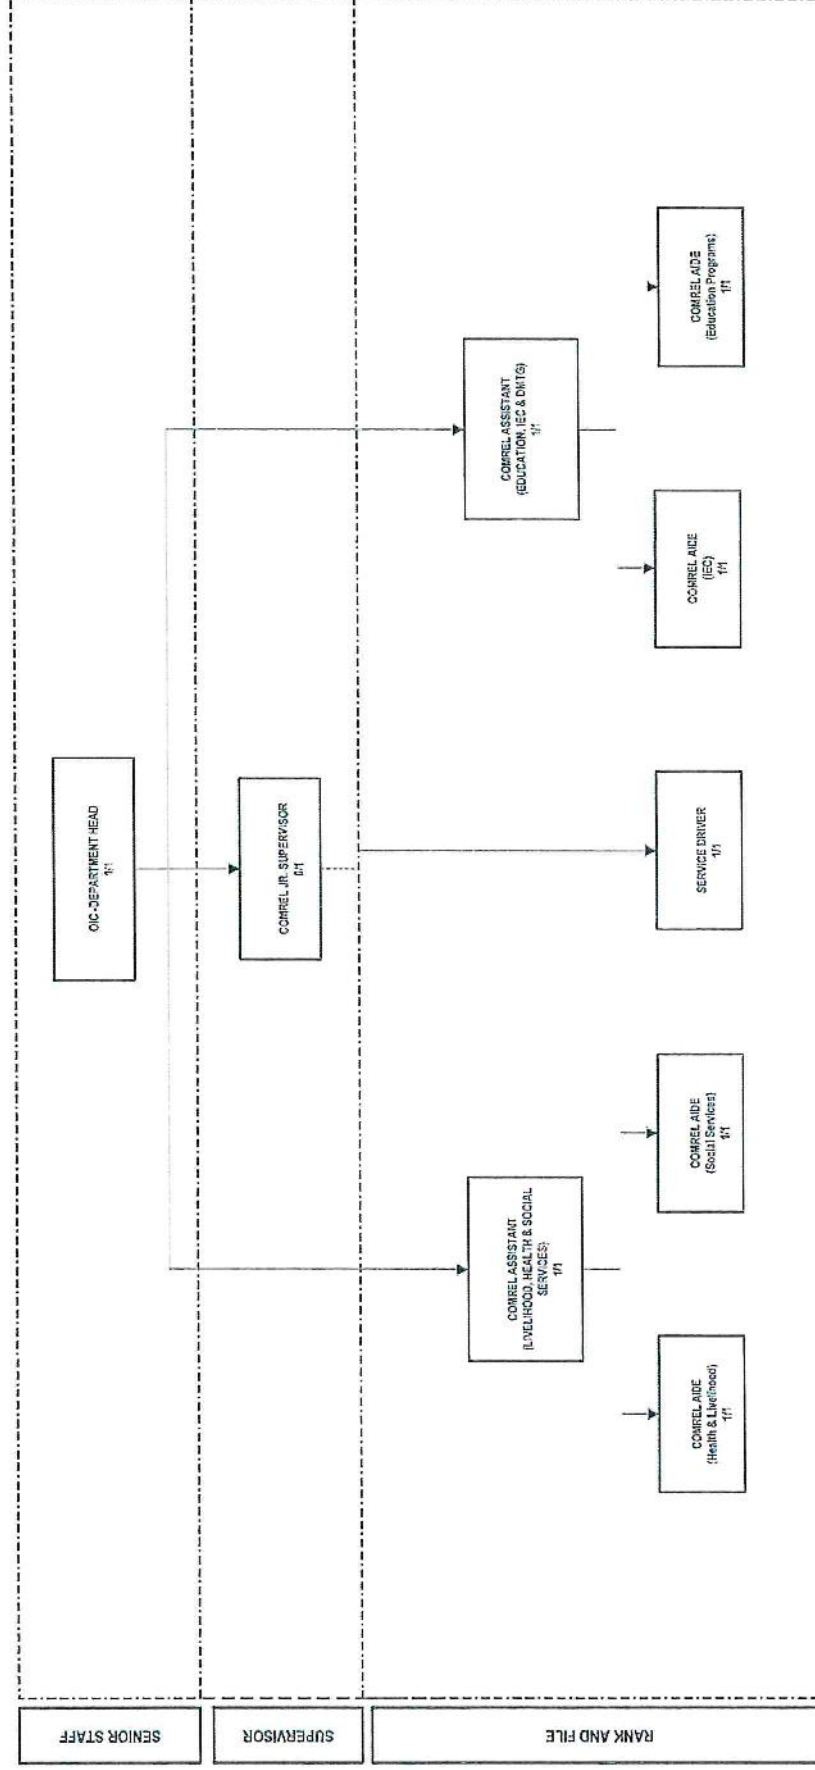 SENIOR STAFF
OIC-DEPARTMENT HEAD
1/1
SUPERVISOR
COMREL JR. SUPERVISOR
0/1
RANK AND FILE
COMREL ASSISTANT
(LIVELIHOOD, HEALTH & SOCIAL
SERVICES)
1/1
COMREL ASSISTANT
(EDUCATION, IEC & DMTG)
1/1
COMREL AIDE
(Health & Livelihood)
1/1
COMREL AIDE
(Social Services)
1/1
SERVICE DRIVER
1/1
COMREL AIDE
(IEC)
1/1
COMREL AIDE
(Education Programs)
1/1